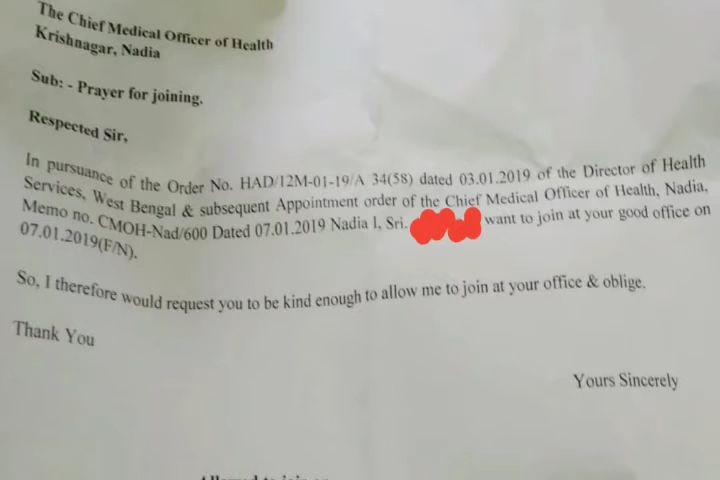 The Chief Medical Officer of Health
Krishnagar, Nadia
Sub: - Prayer for joining.
Respected Sir,
In pursuance of the Order No. HAD/12M-01-19/A 34(58) dated 03.01.2019 of the Director of Health
Services, West Bengal & subsequent Appointment order of the Chief Medical Officer of Health, Nadia,
Memo no. CMOH-Nad/600 Dated 07.01.2019 Nadia I, Sri. want to join at your good office on
07.01.2019(F/N).
So, I therefore would request you to be kind enough to allow me to join at your office & oblige.
Thank You
Yours Sincerely